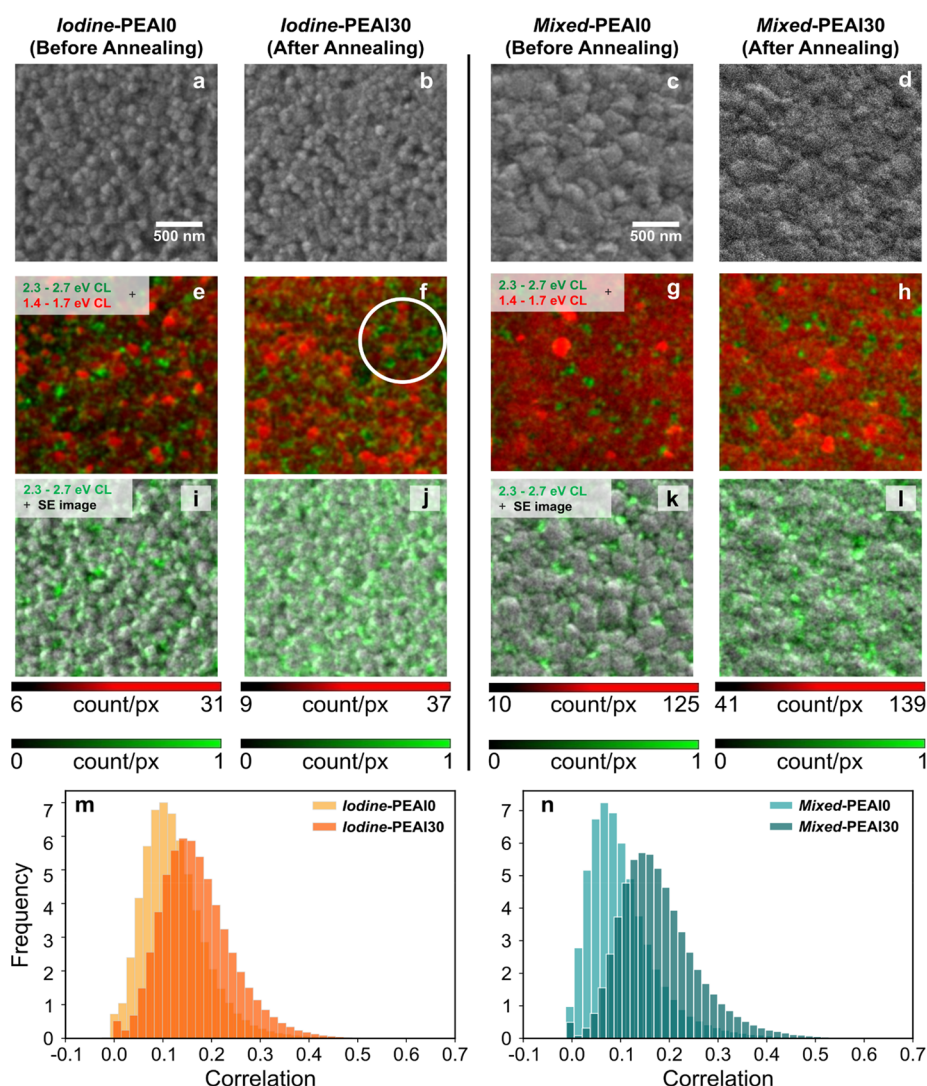 Iodine-PEAI0 Iodine-PEAI30 Mixed-PEAI0 Mixed-PEAI30
(Before Annealing) (After Annealing) (Before Annealing) (After Annealing)
a b c d
500 nm 500 nm
2.3 - 2.7 eV CL + e f 2.3 - 2.7 eV CL + g h
1.4 - 1.7 eV CL 1.4 - 1.7 eV CL
2.3 - 2.7 eV CL i j 2.3 - 2.7 eV CL k l
+ SE image + SE image
6 count/px 31 9 count/px 37 10 count/px 125 41 count/px 139
0 count/px 1 0 count/px 1 0 count/px 1 0 count/px 1
m n
Iodine-PEAI0 Mixed-PEAI0
Iodine-PEAI30 Mixed-PEAI30
7 7
6 6
5 5
4 4
Frequency
3 3
2 2
1 1
0 0
-0.1 0.0 0.1 0.2 0.3 0.4 0.5 0.6 0.7 -0.1 0.0 0.1 0.2 0.3 0.4 0.5 0.6 0.7
Correlation Correlation